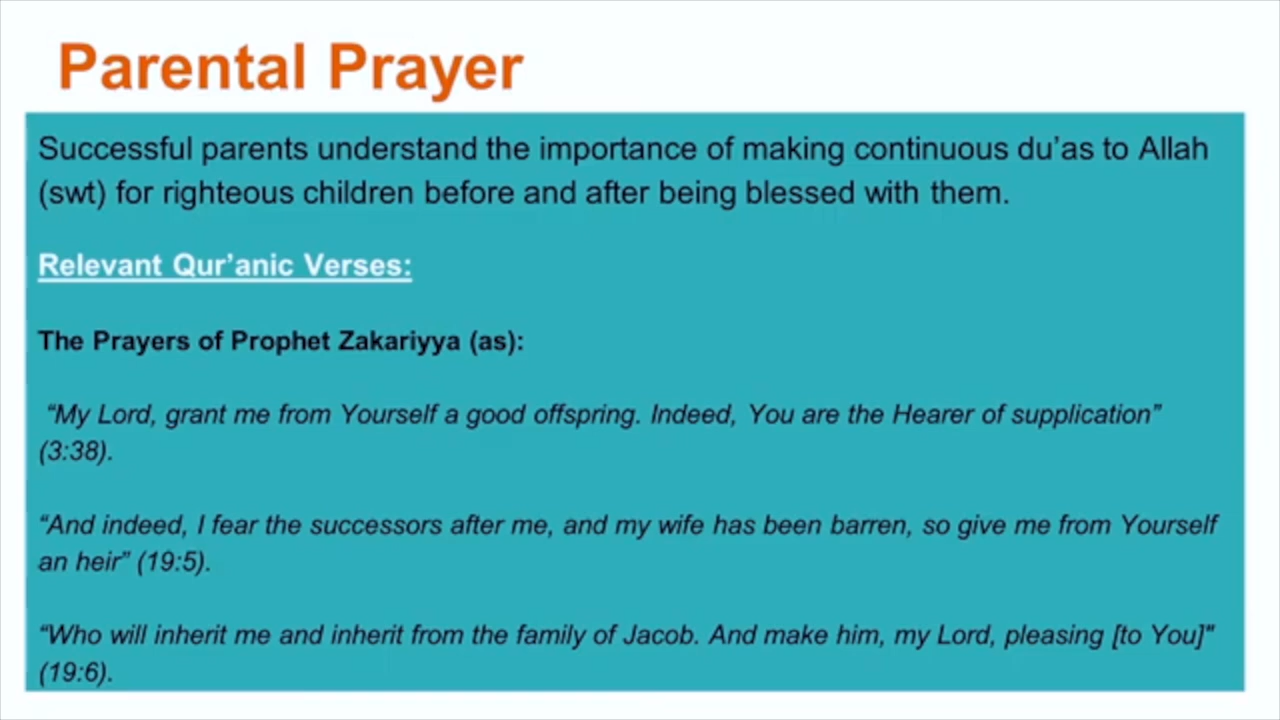 Parental Prayer
Successful parents understand the importance of making continuous du’as to Allah
(swt) for righteous children before and after being blessed with them.
Relevant Qur’anic Verses:
The Prayers of Prophet Zakariyya (as):
“My Lord, grant me from Yourself a good offspring. Indeed, You are the Hearer of supplication”
(3:38).
“And indeed, I fear the successors after me, and my wife has been barren, so give me from Yourself
an heir” (19:5).
“Who will inherit me and inherit from the family of Jacob. And make him, my Lord, pleasing [to You]"
(19:6).